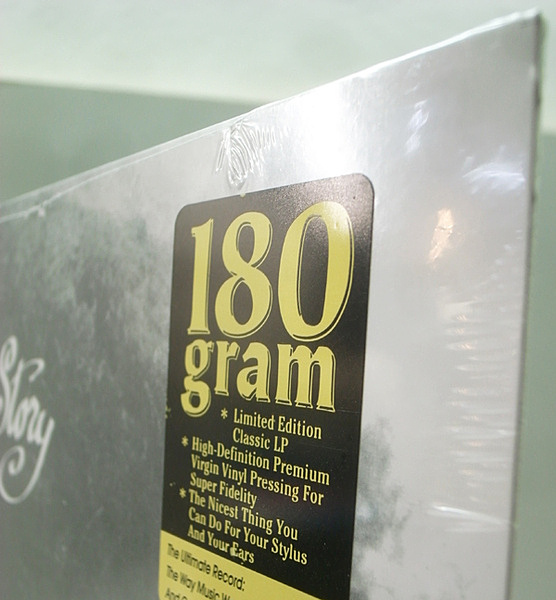 Story
180
gram
* Limited Edition
Classic LP
* High-Definition Premium
Virgin Vinyl Pressing For
Super Fidelity
* The Nicest Thing You
Can Do For Your Stylus
And Your Ears
The Ultimate Record:
The Way Music
And